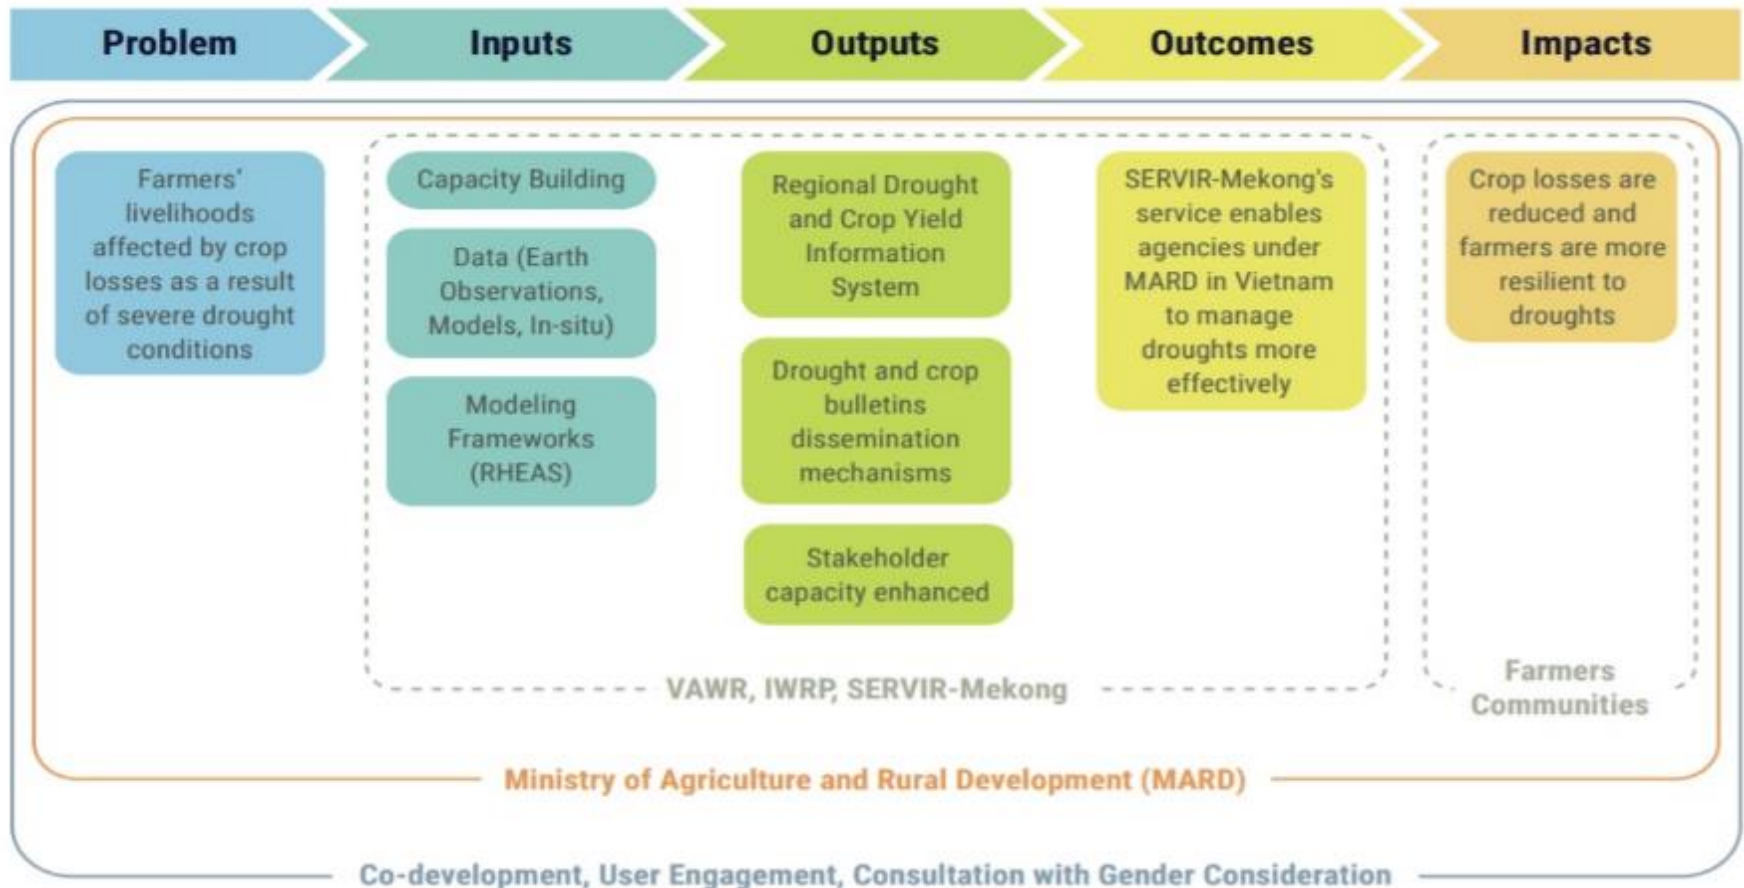 Problem
Inputs
Outputs
Outcomes
Impacts
Farmers'
livelihoods
affected by crop
losses as a result
of severe drought
conditions
Capacity Building
Data (Earth
Observations,
Models, In-situ)
Modeling
Frameworks
(RHEAS)
Regional Drought
and Crop Yield
Information
System
Drought and crop
bulletins
dissemination
mechanisms
Stakeholder
capacity enhanced
SERVIR-Mekong's
service enables
agencies under
MARD in Vietnam
to manage
droughts more
effectively
Crop losses are
reduced and
farmers are more
resilient to
droughts
VAWR, IWRP, SERVIR-Mekong
Farmers
Communities
Ministry of Agriculture and Rural Development (MARD)
Co-development, User Engagement, Consultation with Gender Consideration